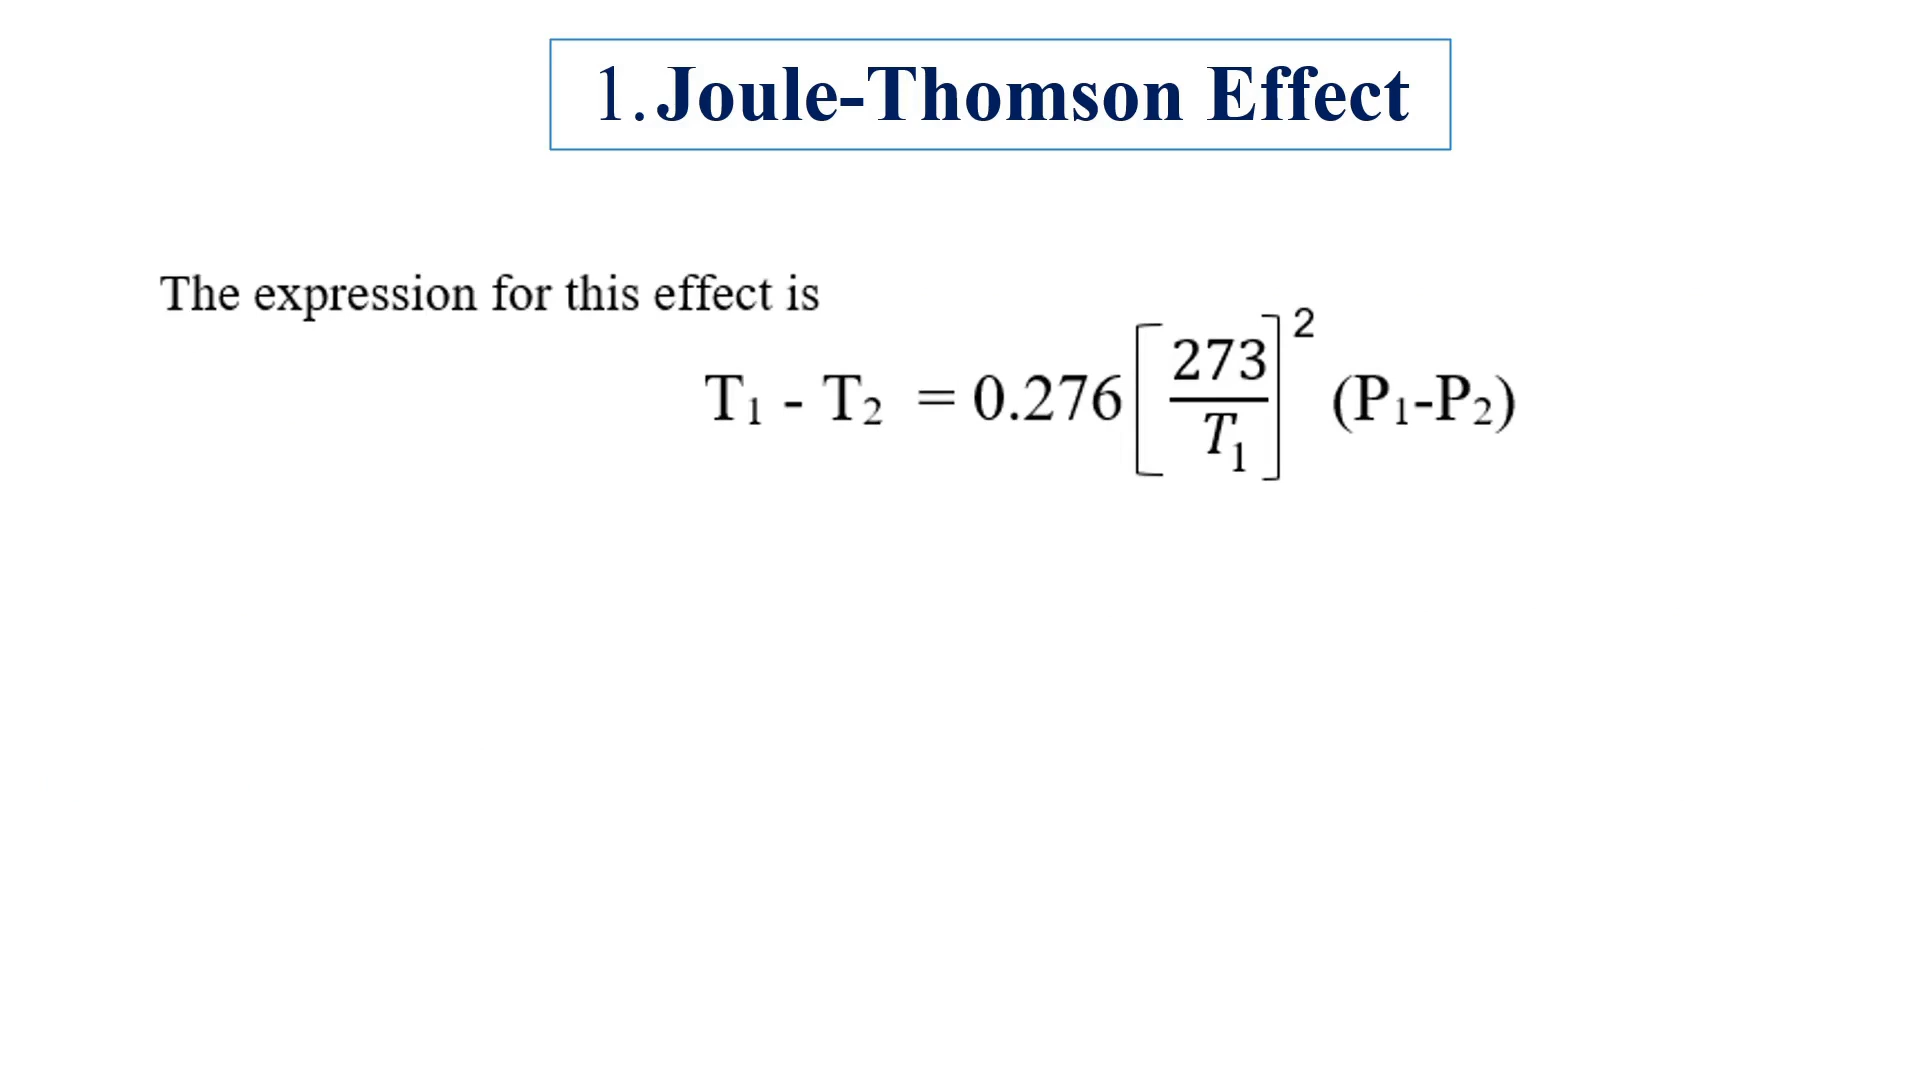 1. Joule-Thomson Effect
The expression for this effect is
T₁ - T₂ = 0.276 [273/T₁]² (P₁-P₂)